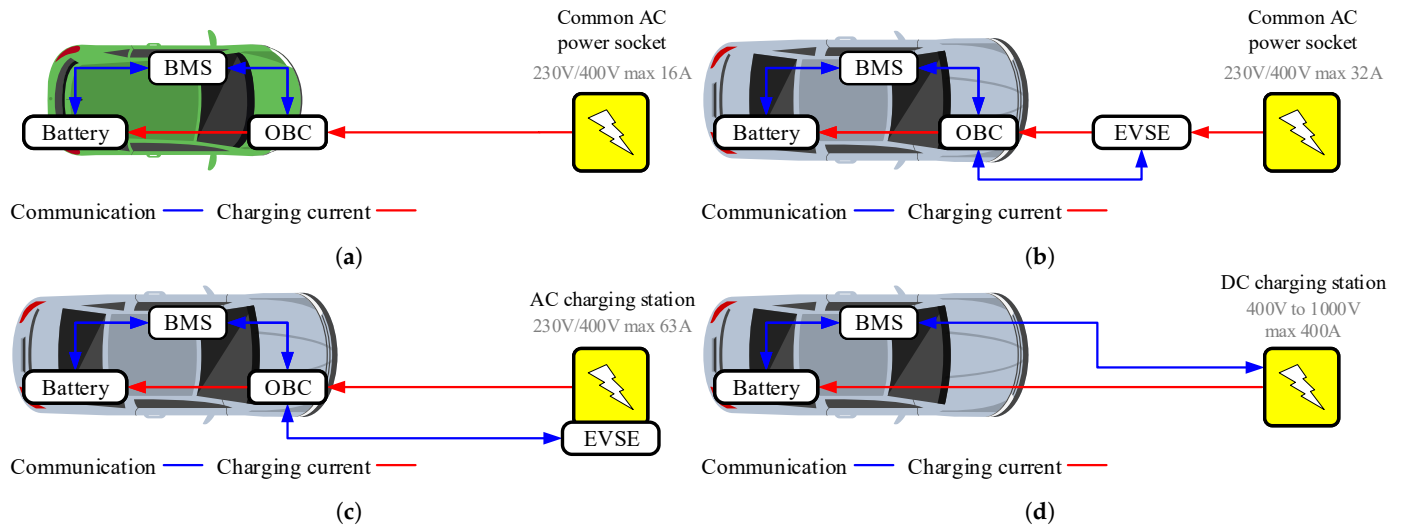 Common AC
power socket
230V/400V max 16A
BMS
Battery
OBC
Communication
Charging current
(a)
Common AC
power socket
230V/400V max 32A
BMS
Battery
OBC
EVSE
Communication
Charging current
(b)
AC charging station
230V/400V max 63A
BMS
Battery
OBC
EVSE
Communication
Charging current
(c)
DC charging station
400V to 1000V
max 400A
BMS
Battery
Communication
Charging current
(d)